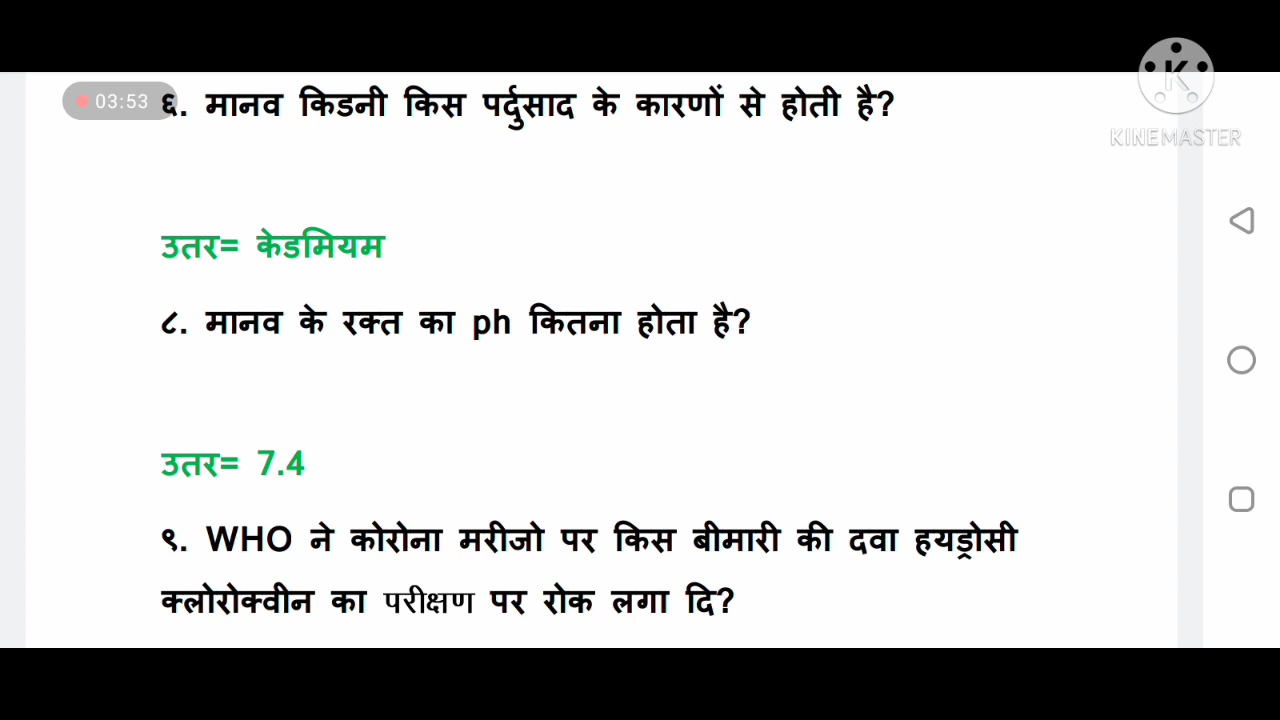 03:53
६. मानव किडनी किस पर्दुसाद के कारणों से होती है?
KINEMASTER
उतर= केडमियम
८. मानव के रक्त का ph कितना होता है?
उतर= 7.4
९. WHO ने कोरोना मरीजो पर किस बीमारी की दवा हयड्रोसी
क्लोरोक्वीन का परीक्षण पर रोक लगा दि?